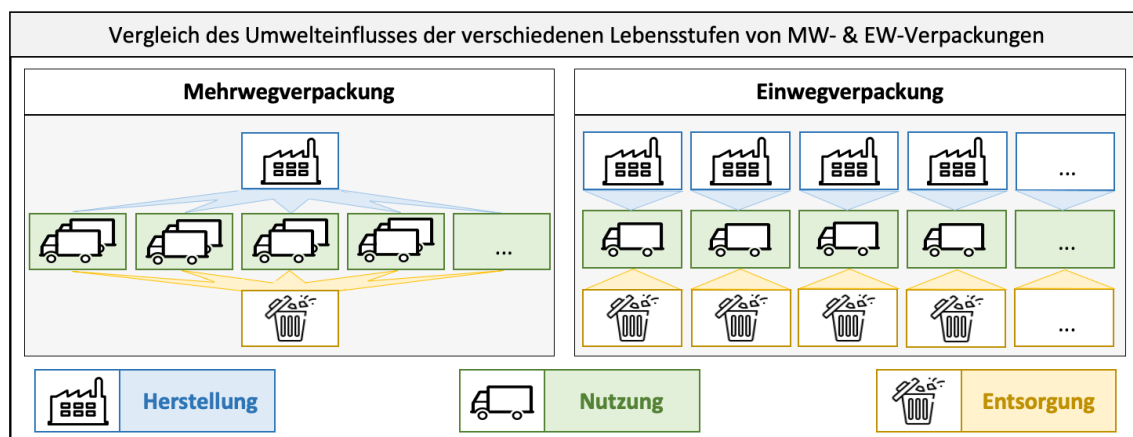 Vergleich des Umwelteinflusses der verschiedenen Lebensstufen von MW- & EW-Verpackungen
Mehrwegverpackung
Einwegverpackung
...
...
...
...
Herstellung
Nutzung
Entsorgung